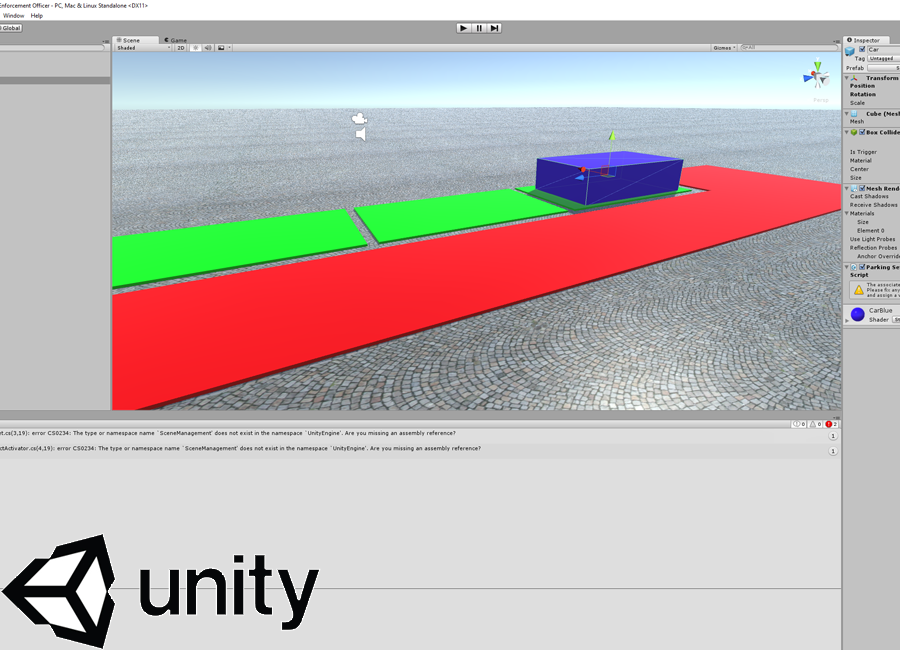 Enforcement Officer - PC, Mac & Linux Standalone <DX11>
Window Help
Global
Scene
Game
Shaded
2D
Gizmos
All
Persp
Inspector
Car
Tag Untagged
Prefab S
Transform
Position
Rotation
Scale
Cube (Mesh
Mesh
Box Collide
Is Trigger
Material
Center
Size
Mesh Rende
Cast Shadows
Receive Shadows
Materials
Size
Element 0
Use Light Probes
Reflection Probes
Anchor Override
Parking Se
Script
The associate
Please fix any
and assign a v
CarBlue
Shader
0 0 2
t.cs(3,19): error CS0234: The type or namespace name `SceneManagement' does not exist in the namespace `UnityEngine'. Are you missing an assembly reference?
1
ctActivator.cs(4,19): error CS0234: The type or namespace name `SceneManagement' does not exist in the namespace `UnityEngine'. Are you missing an assembly reference?
1
unity